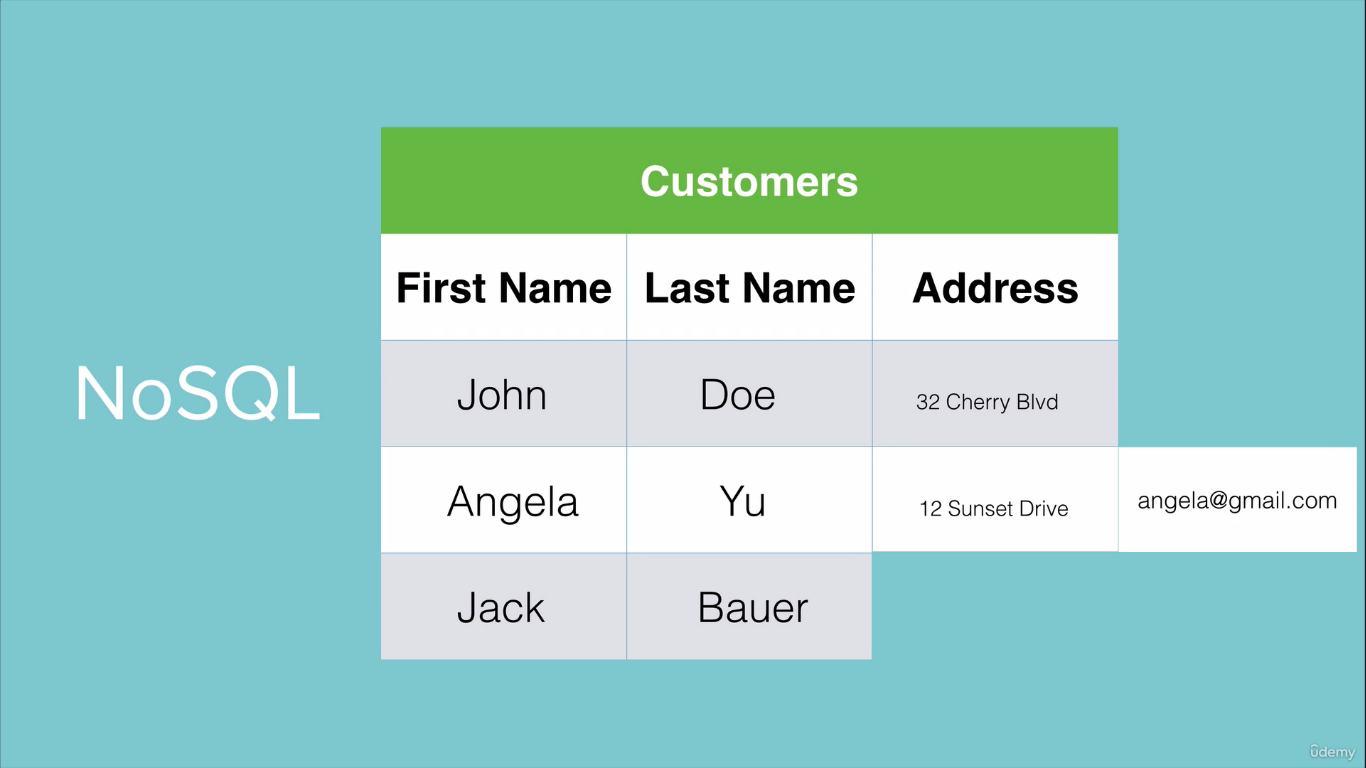 Customers
First Name Last Name Address
NoSQL
John Doe 32 Cherry Blvd
Angela Yu 12 Sunset Drive angela@gmail.com
Jack Bauer
ûdemy